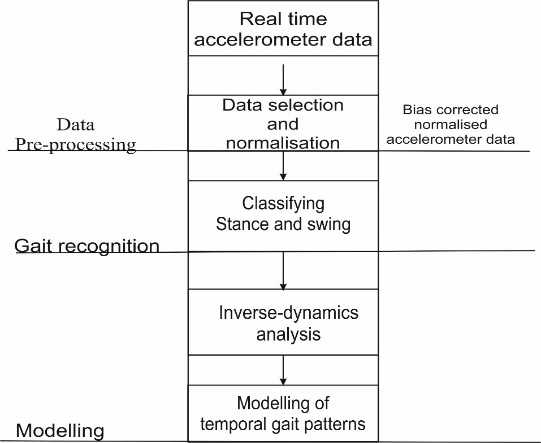 Real time
accelerometer data
Data selection
and
normalisation
Data
Pre-processing
Bias corrected
normalised
accelerometer data
Classifying
Stance and swing
Gait recognition
Inverse-dynamics
analysis
Modelling of
temporal gait patterns
Modelling